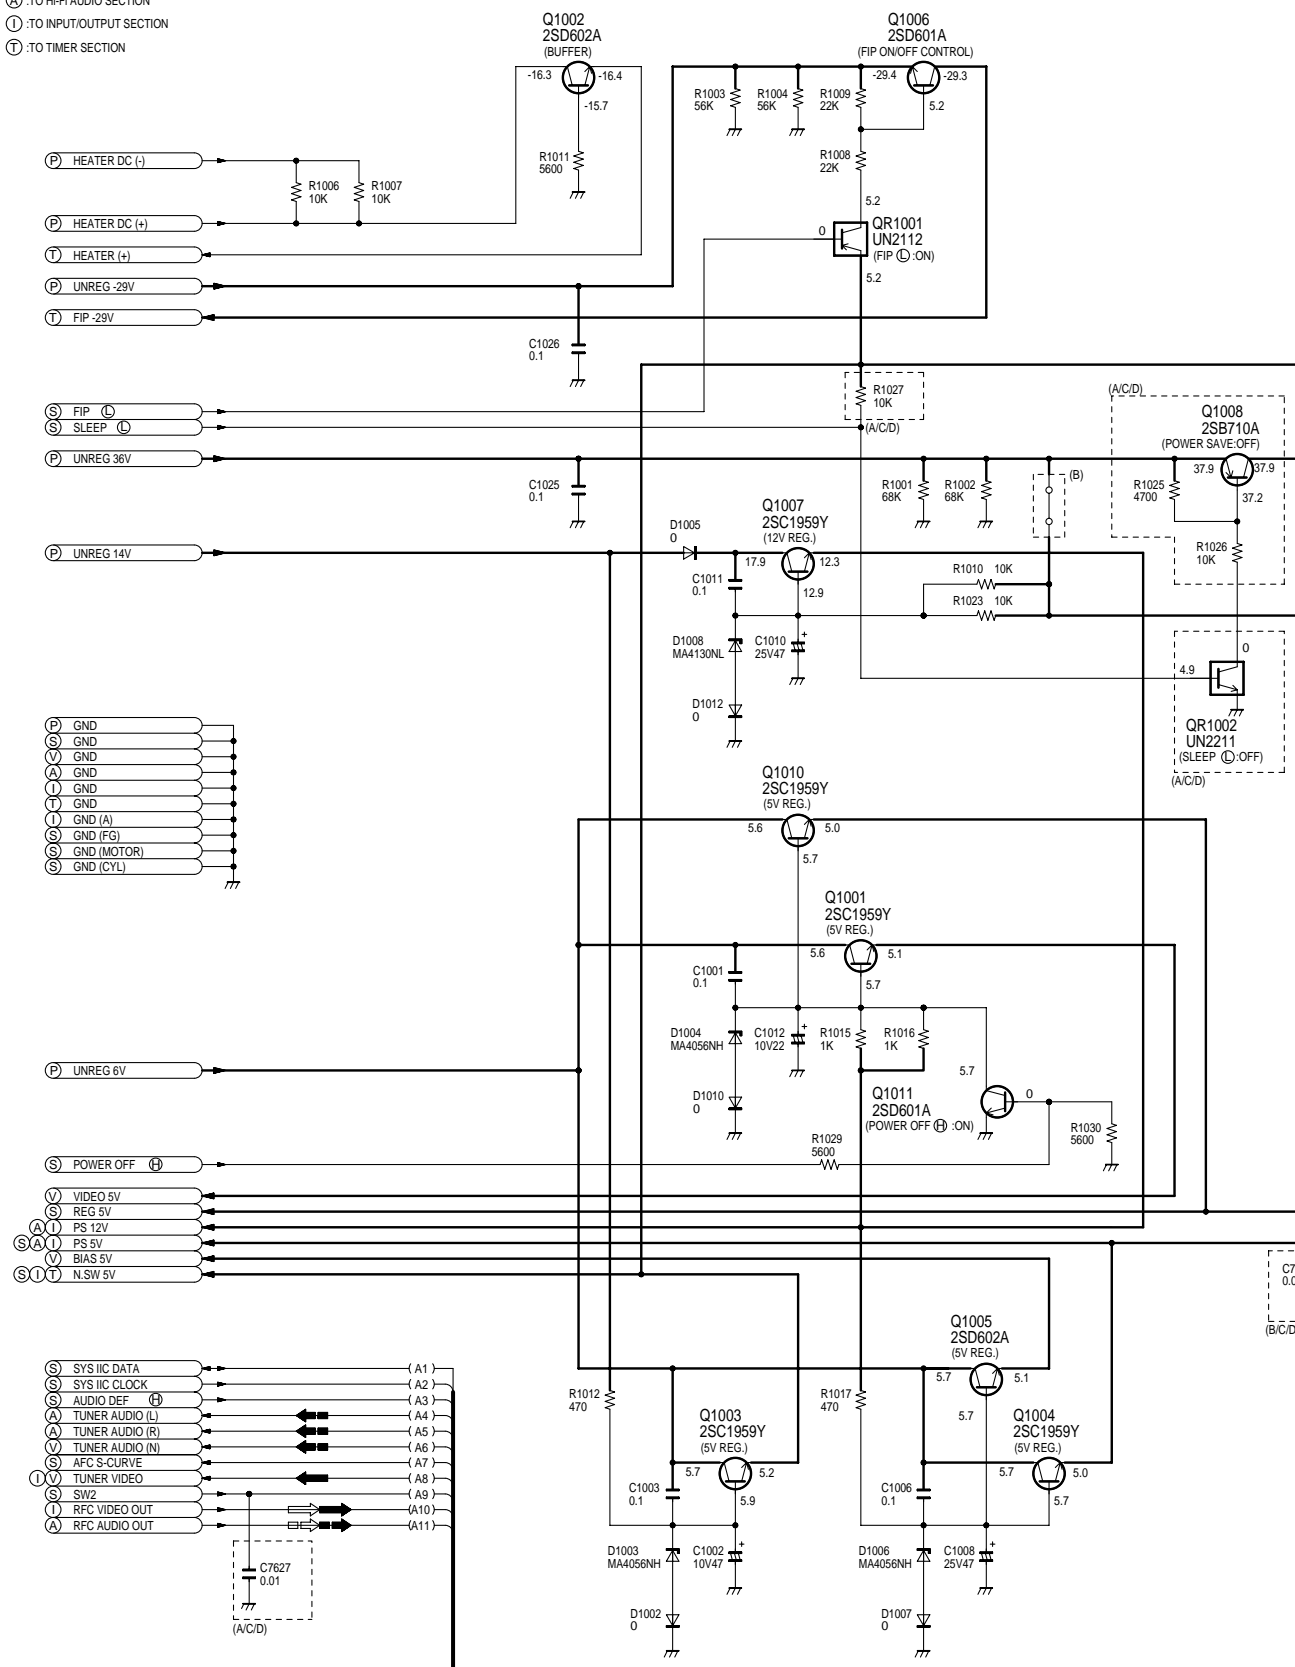 Ⓐ :TO HI-FI AUDIO SECTION
Ⓘ :TO INPUT/OUTPUT SECTION
Ⓣ :TO TIMER SECTION
Q1002
2SD602A
(BUFFER)
-16.3
-16.4
-15.7
R1011
5600
Q1006
2SD601A
(FIP ON/OFF CONTROL)
-29.4
-29.3
5.2
R1003
56K
R1004
56K
R1009
22K
R1008
22K
5.2
QR1001
UN2112
(FIP Ⓛ :ON)
0
5.2
Ⓟ HEATER DC (-)
R1006
10K
R1007
10K
Ⓟ HEATER DC (+)
Ⓣ HEATER (+)
Ⓟ UNREG -29V
Ⓣ FIP -29V
C1026
0.1
R1027
10K
(A/C/D)
Ⓢ FIP Ⓛ
Ⓢ SLEEP Ⓛ
Ⓟ UNREG 36V
C1025
0.1
R1001
68K
R1002
68K
(B)
(A/C/D)
Q1008
2SB710A
(POWER SAVE:OFF)
37.9
37.9
37.2
R1025
4700
R1026
10K
Ⓟ UNREG 14V
D1005
0
Q1007
2SC1959Y
(12V REG.)
17.9
12.3
12.9
C1011
0.1
R1010 10K
R1023 10K
D1008
MA4130NL
C1010
25V47
+
D1012
0
0
4.9
QR1002
UN2211
(SLEEP Ⓛ:OFF)
(A/C/D)
Ⓟ GND
Ⓢ GND
Ⓥ GND
Ⓐ GND
Ⓘ GND
Ⓣ GND
Ⓘ GND (A)
Ⓢ GND (FG)
Ⓢ GND (MOTOR)
Ⓢ GND (CYL)
Q1010
2SC1959Y
(5V REG.)
5.6
5.0
5.7
Q1001
2SC1959Y
(5V REG.)
5.6
5.1
5.7
C1001
0.1
D1004
MA4056NH
C1012
10V22
+
R1015
1K
R1016
1K
D1010
0
5.7
Q1011
2SD601A
(POWER OFF Ⓗ :ON)
0
R1029
5600
R1030
5600
Ⓟ UNREG 6V
Ⓢ POWER OFF Ⓗ
Ⓥ VIDEO 5V
Ⓢ REG 5V
ⒶⒾ PS 12V
ⓈⒶⒾ PS 5V
Ⓥ BIAS 5V
ⓈⒾⓉ N.SW 5V
C7
0.0
(B/C/D
Q1005
2SD602A
(5V REG.)
5.7
5.1
5.7
R1012
470
Q1003
2SC1959Y
(5V REG.)
5.7
5.2
5.9
R1017
470
Q1004
2SC1959Y
(5V REG.)
5.7
5.0
5.7
C1003
0.1
C1006
0.1
D1003
MA4056NH
C1002
10V47
+
D1006
MA4056NH
C1008
25V47
+
D1002
0
D1007
0
Ⓢ SYS IIC DATA (A1)
Ⓢ SYS IIC CLOCK (A2)
Ⓢ AUDIO DEF Ⓗ (A3)
Ⓐ TUNER AUDIO (L) (A4)
Ⓐ TUNER AUDIO (R) (A5)
Ⓥ TUNER AUDIO (N) (A6)
Ⓢ AFC S-CURVE (A7)
ⒾⓋ TUNER VIDEO (A8)
Ⓢ SW2 (A9)
Ⓘ RFC VIDEO OUT (A10)
Ⓐ RFC AUDIO OUT (A11)
C7627
0.01
(A/C/D)